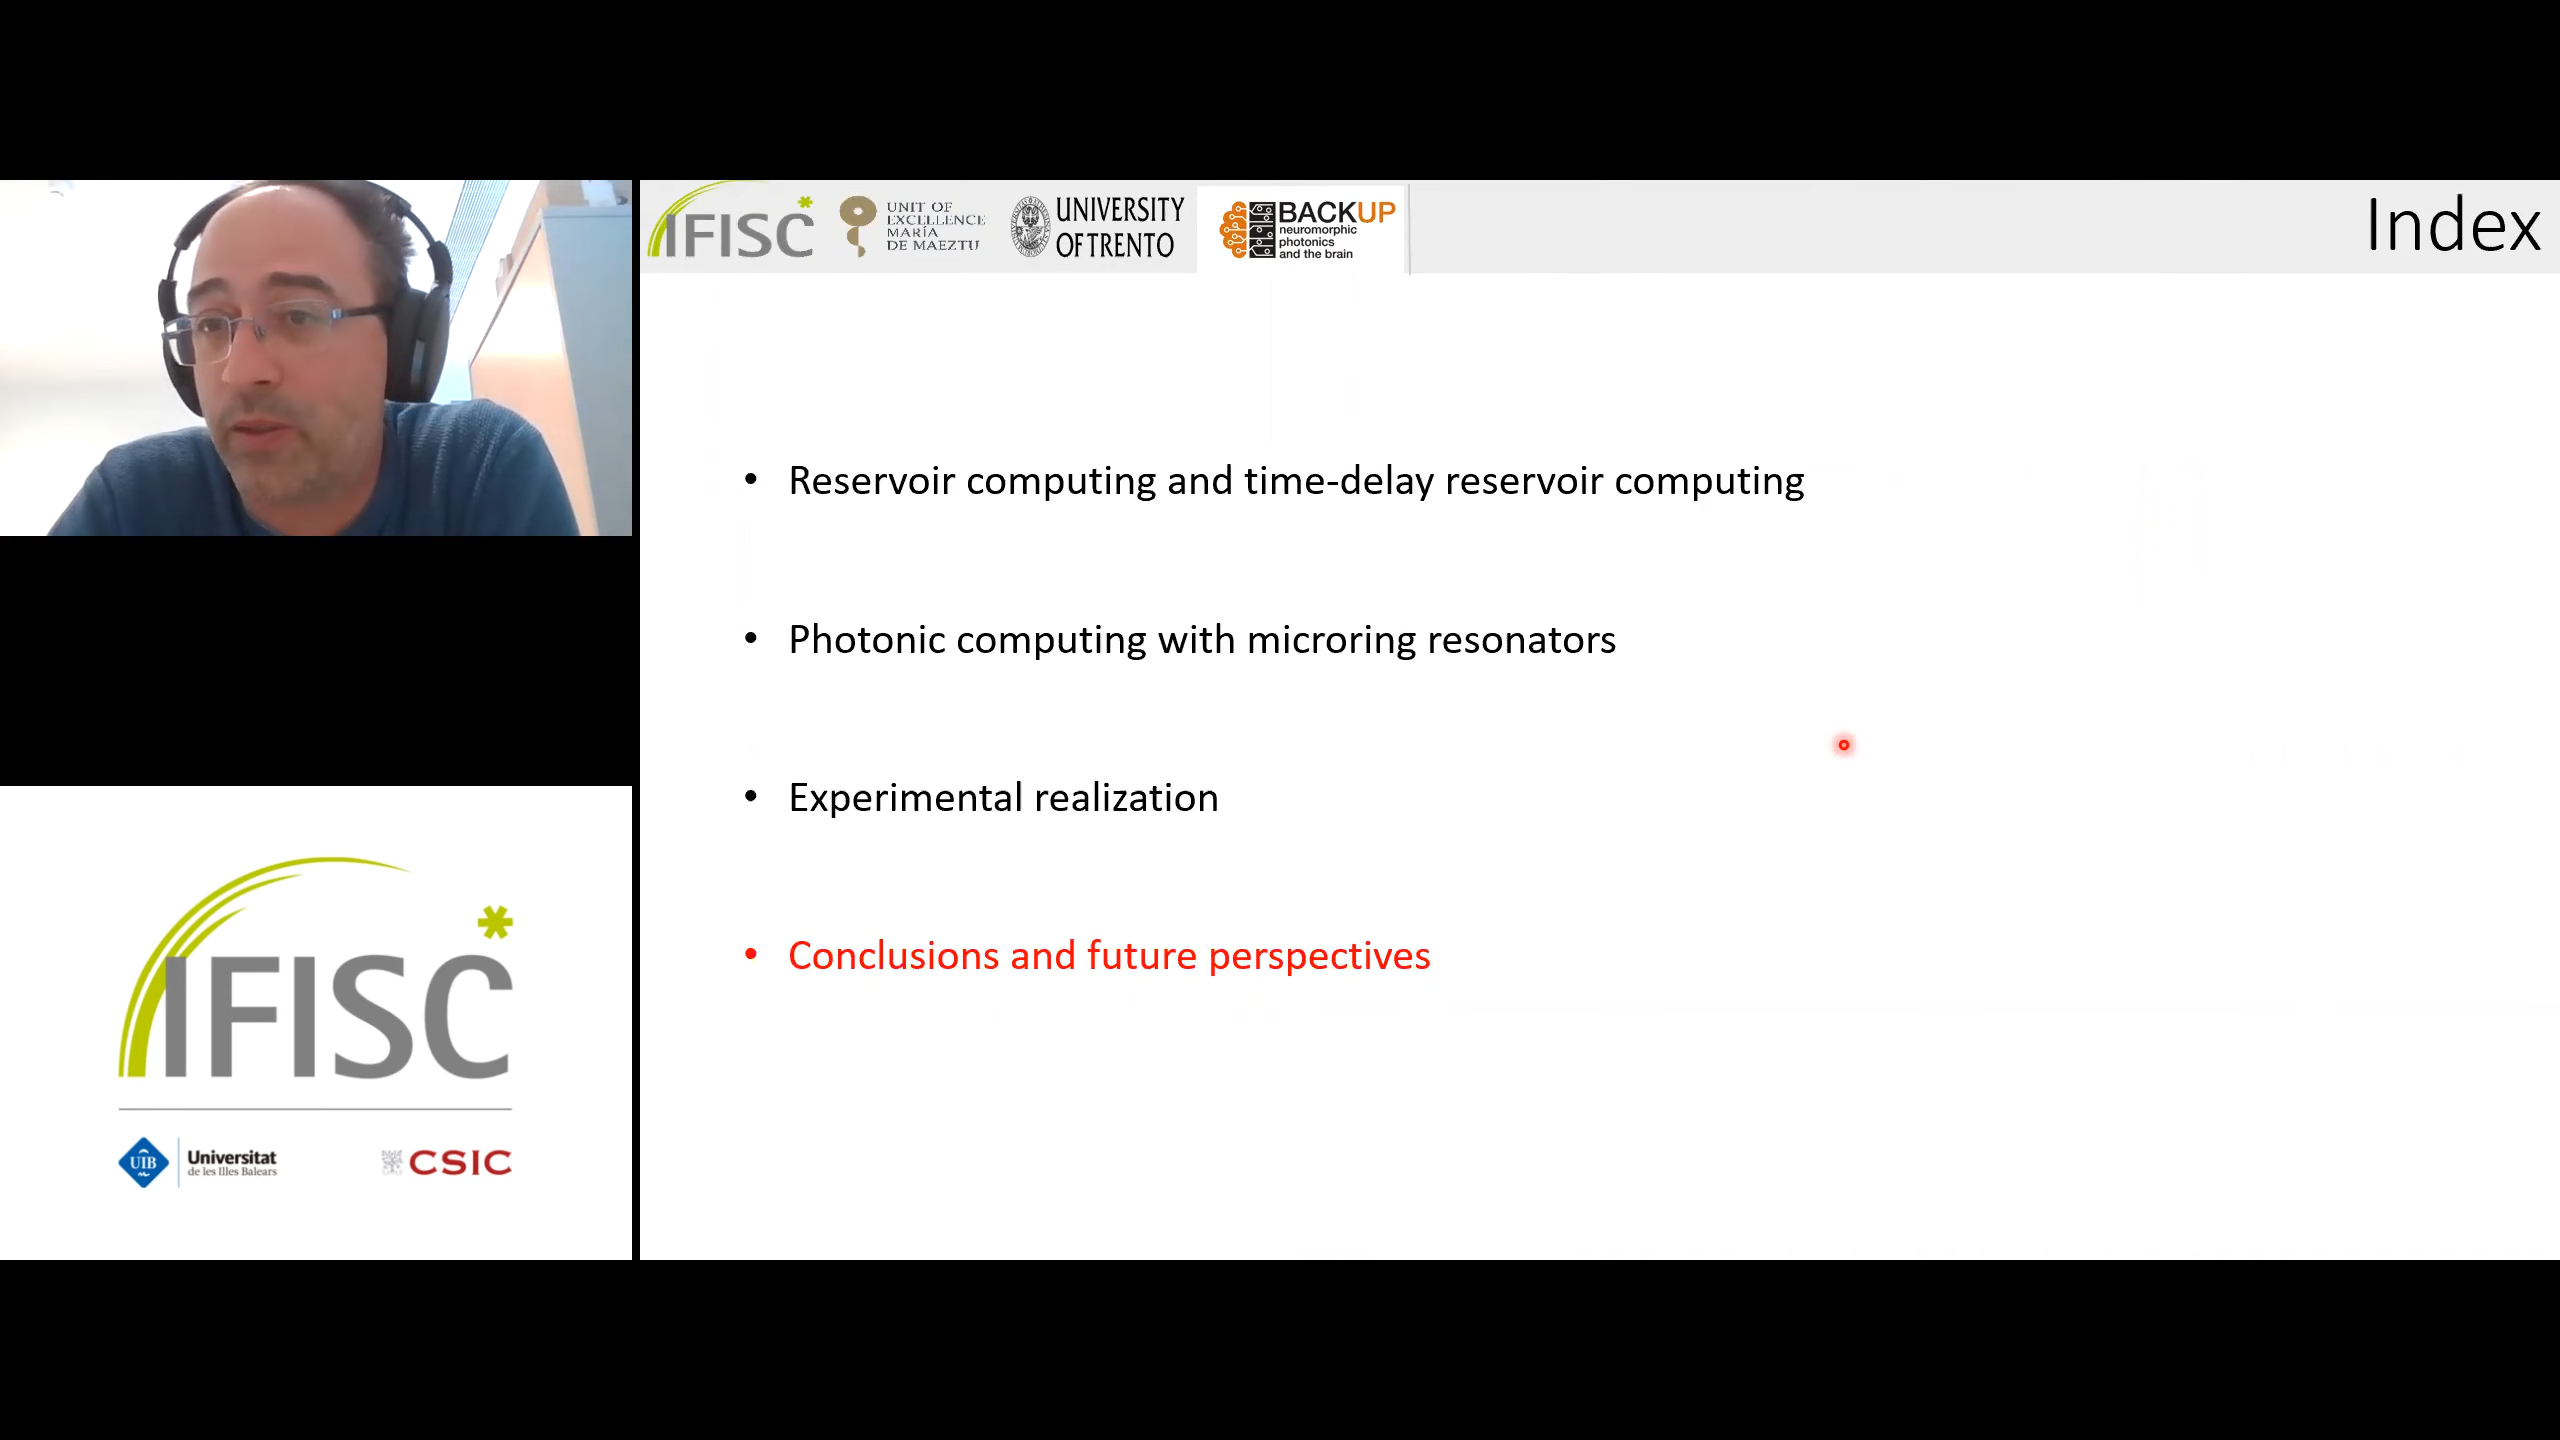 IFISC
UNIT OF
EXCELLENCE
MARÍA
DE MAEZTU
UNIVERSITY
OF TRENTO
BACKUP
neuromorphic
photonics
and the brain
Index
• Reservoir computing and time-delay reservoir computing
• Photonic computing with microring resonators
• Experimental realization
• Conclusions and future perspectives
IFISC
UIB
Universitat
de les Illes Balears
CSIC